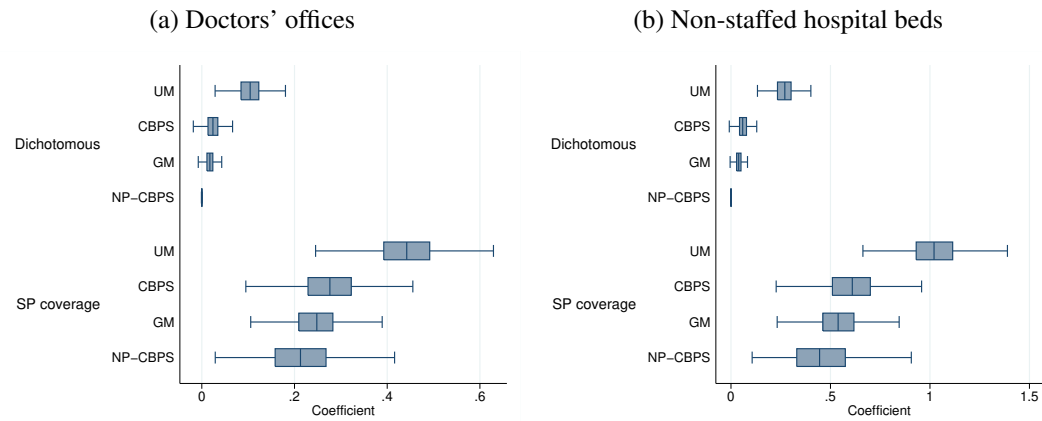 (a) Doctors’ offices
UM
CBPS
Dichotomous
GM
NP−CBPS
UM
CBPS
SP coverage
GM
NP−CBPS
0 .2 .4 .6
Coefficient
(b) Non-staffed hospital beds
UM
CBPS
Dichotomous
GM
NP−CBPS
UM
CBPS
SP coverage
GM
NP−CBPS
0 .5 1 1.5
Coefficient